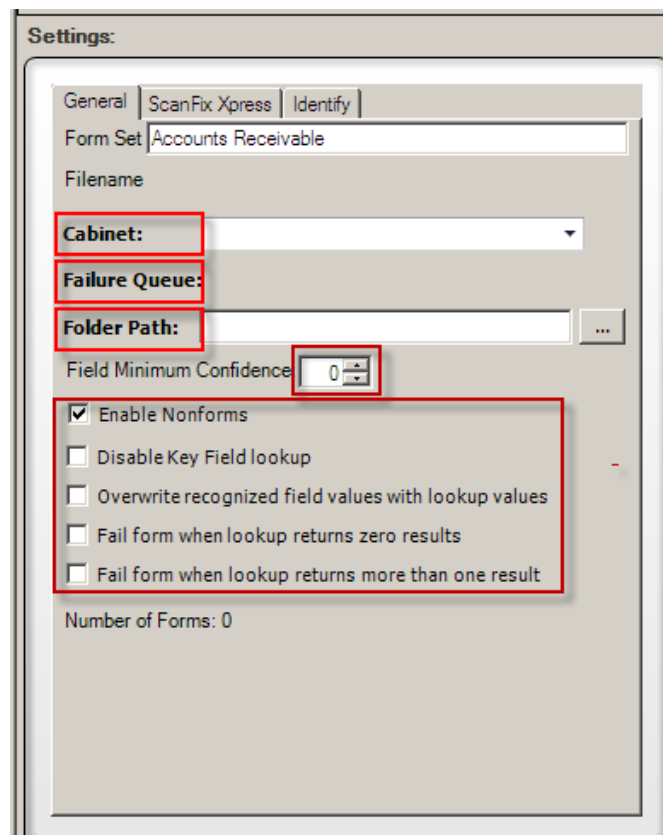 Settings:
General ScanFix Xpress Identify
Form Set Accounts Receivable
Filename
Cabinet:
Failure Queue:
Folder Path: ...
Field Minimum Confidence 0
Enable Nonforms
Disable Key Field lookup
Overwrite recognized field values with lookup values
Fail form when lookup returns zero results
Fail form when lookup returns more than one result
Number of Forms: 0